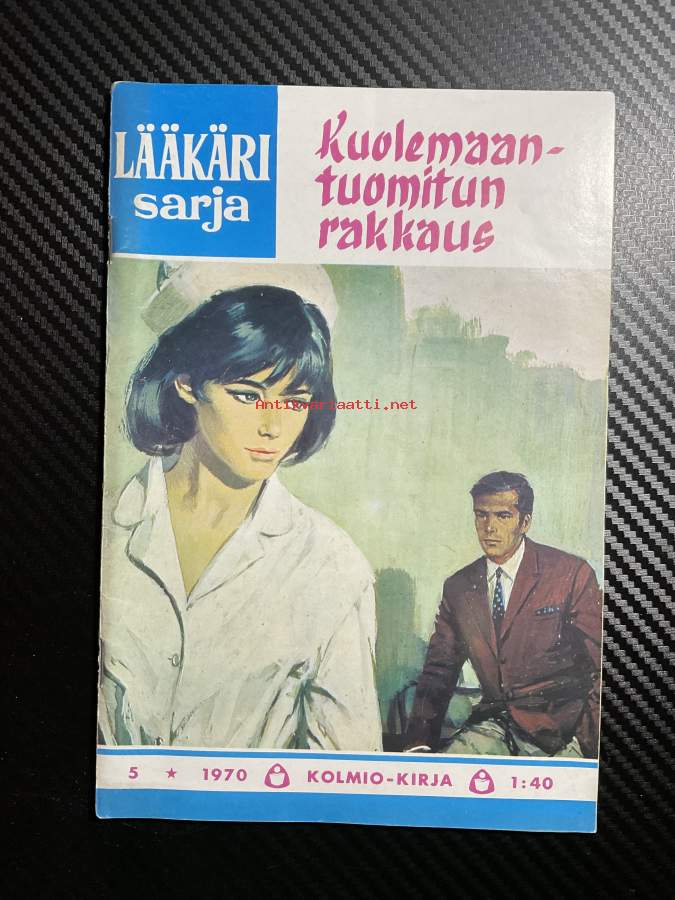 LÄÄKÄRI
sarja
Kuolemaan-
tuomitun
rakkaus
Antikvariaatti.net
5 ★ 1970 KOLMIO-KIRJA 1:40